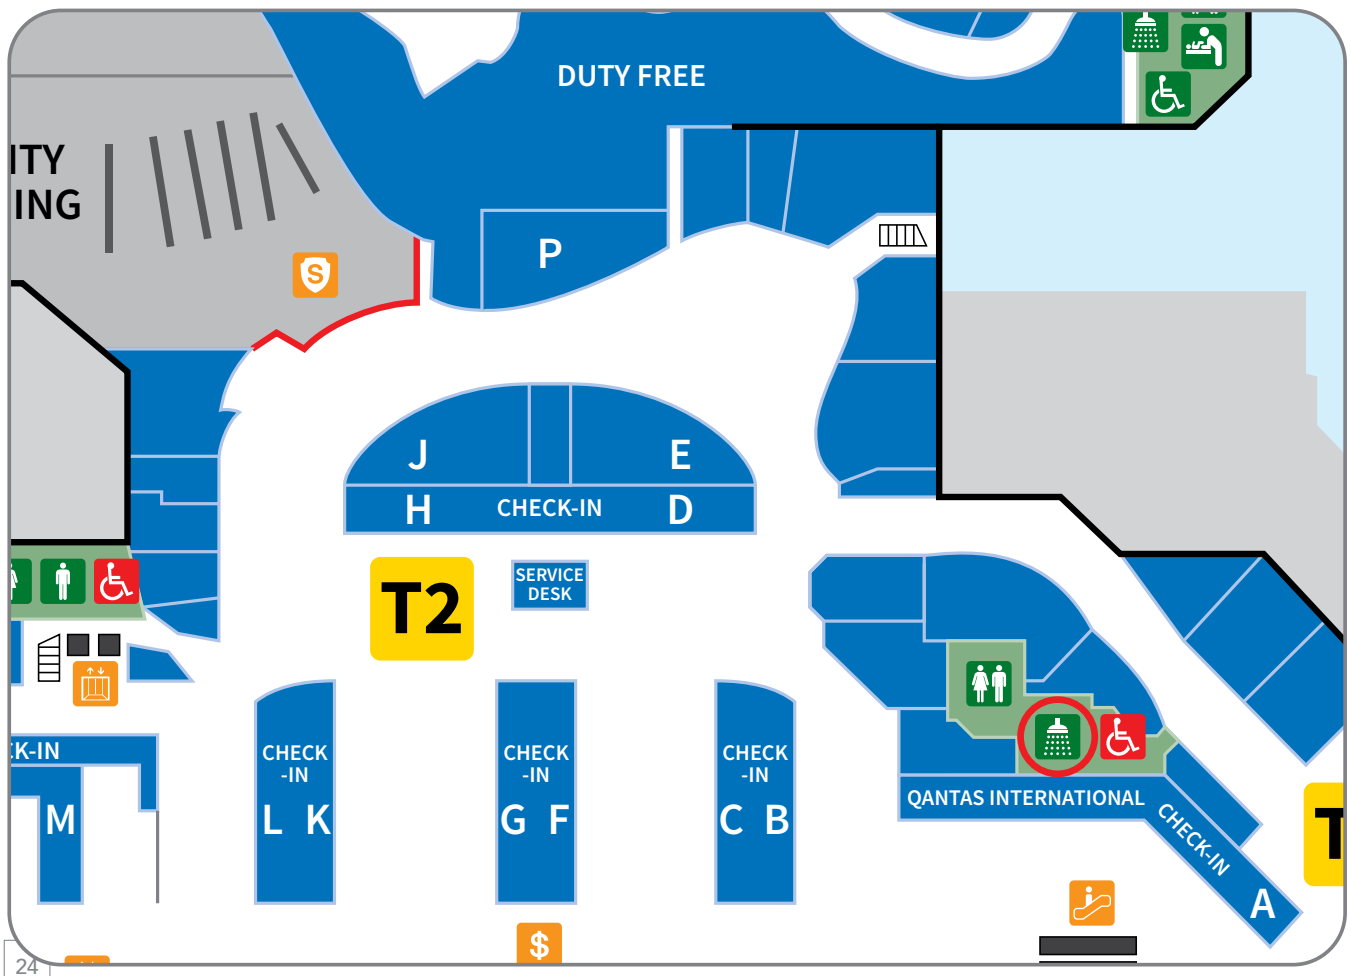 DUTY FREE
ITY
ING
S
P
J
E
H
CHECK-IN
D
SERVICE
DESK
T2
CK-IN
CHECK
-IN
CHECK
-IN
CHECK
-IN
M
L K
G F
C B
QANTAS INTERNATIONAL
CHECK-IN
A
T
$
24